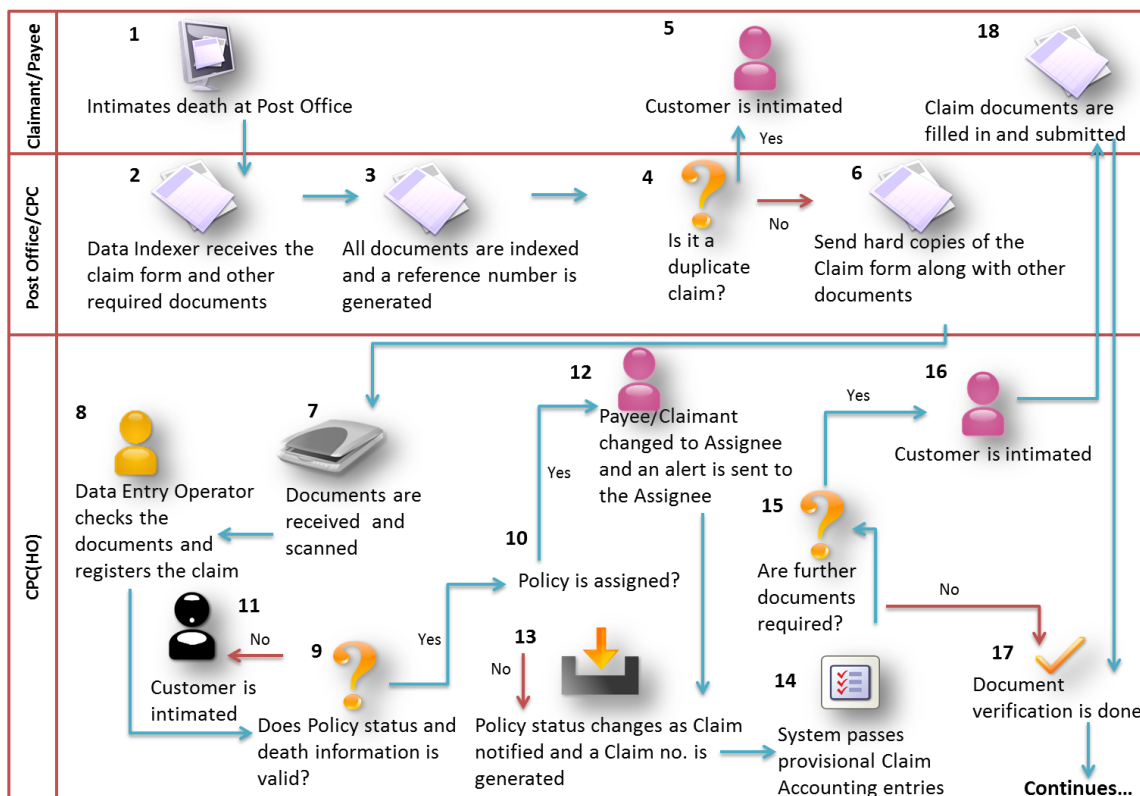 Claimant/Payee
1
Intimates death at Post Office
5
Customer is intimated
Yes
18
Claim documents are
filled in and submitted
Post Office/CPC
2
Data Indexer receives the
claim form and other
required documents
3
All documents are indexed
and a reference number is
generated
4
Is it a
duplicate
claim?
No
6
Send hard copies of the
Claim form along with other
documents
CPC(HO)
8
Data Entry Operator
checks the
documents and
registers the claim
7
Documents are
received and
scanned
12
Payee/Claimant
changed to Assignee
and an alert is sent to
the Assignee
Yes
10
Policy is assigned?
16
Customer is intimated
Yes
15
Are further
documents
required?
No
11
Customer is
intimated
No
9
Does Policy status and
death information is
valid?
Yes
13
No
Policy status changes as Claim
notified and a Claim no. is
generated
14
System passes
provisional Claim
Accounting entries
17
Document
verification is done
Continues...